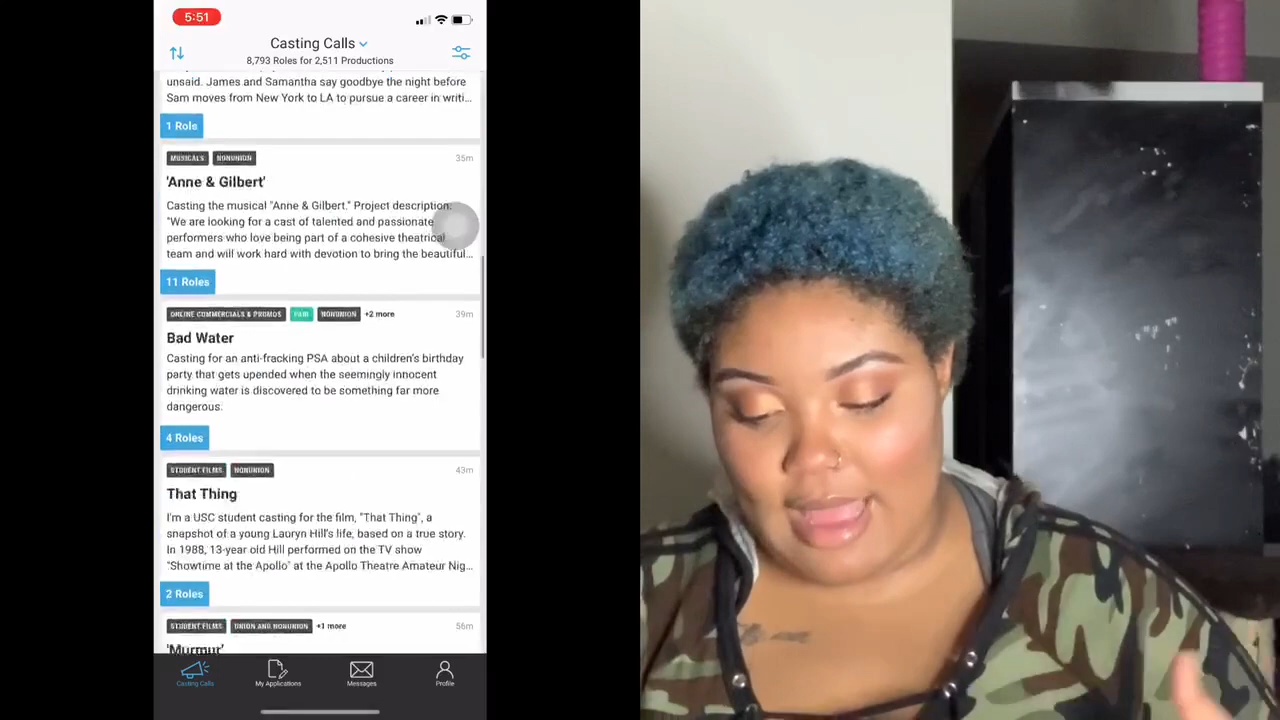 5:51
Casting Calls
8,793 Roles for 2,511 Productions
unsaid. James and Samantha say goodbye the night before
Sam moves from New York to LA to pursue a career in writi...
1 Role
MUSICALS NONUNION 35m
'Anne & Gilbert'
Casting the musical "Anne & Gilbert." Project description:
"We are looking for a cast of talented and passionate
performers who love being part of a cohesive theatrical
team and will work hard with devotion to bring the beautiful...
11 Roles
ONLINE COMMERCIALS & PROMOS PAID NONUNION +2 more 39m
Bad Water
Casting for an anti-fracking PSA about a children's birthday
party that gets upended when the seemingly innocent
drinking water is discovered to be something far more
dangerous.
4 Roles
STUDENT FILMS NONUNION 43m
That Thing
I'm a USC student casting for the film, "That Thing", a
snapshot of a young Lauryn Hill's life, based on a true story.
In 1988, 13-year old Hill performed on the TV show
"Showtime at the Apollo" at the Apollo Theatre Amateur Nig...
2 Roles
STUDENT FILMS UNION AND NONUNION +1 more 56m
'Murmur'
Casting Calls My Applications Messages Profile